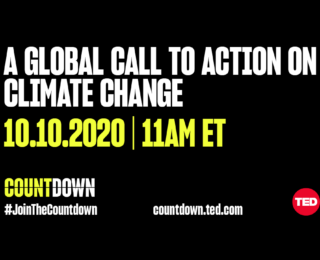 A GLOBAL CALL TO ACTION ON
CLIMATE CHANGE
10.10.2020 | 11AM ET
COUNTDOWN
#JoinTheCountdown
countdown.ted.com
TED